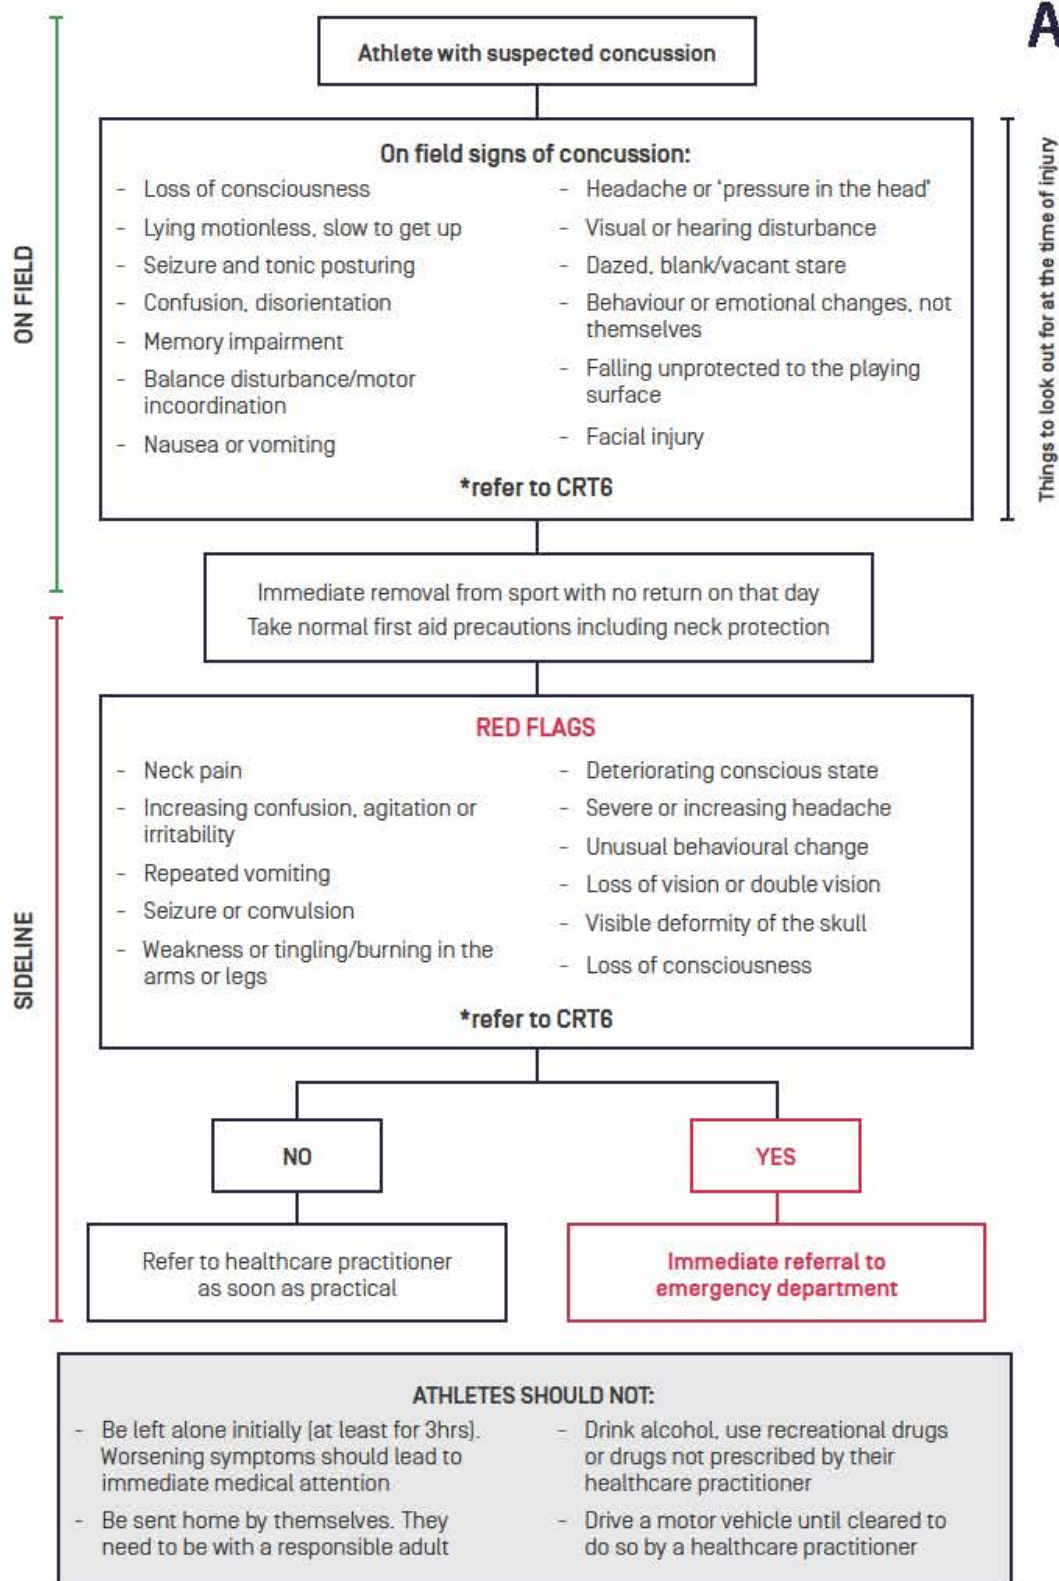 A
Athlete with suspected concussion
ON FIELD
On field signs of concussion:
- Loss of consciousness
- Lying motionless, slow to get up
- Seizure and tonic posturing
- Confusion, disorientation
- Memory impairment
- Balance disturbance/motor
incoordination
- Nausea or vomiting
- Headache or 'pressure in the head'
- Visual or hearing disturbance
- Dazed, blank/vacant stare
- Behaviour or emotional changes, not
themselves
- Falling unprotected to the playing
surface
- Facial injury
*refer to CRT6
Things to look out for at the time of injury
Immediate removal from sport with no return on that day
Take normal first aid precautions including neck protection
SIDELINE
RED FLAGS
- Neck pain
- Increasing confusion, agitation or
irritability
- Repeated vomiting
- Seizure or convulsion
- Weakness or tingling/burning in the
arms or legs
- Deteriorating conscious state
- Severe or increasing headache
- Unusual behavioural change
- Loss of vision or double vision
- Visible deformity of the skull
- Loss of consciousness
*refer to CRT6
NO
YES
Refer to healthcare practitioner
as soon as practical
Immediate referral to
emergency department
ATHLETES SHOULD NOT:
- Be left alone initially (at least for 3hrs).
Worsening symptoms should lead to
immediate medical attention
- Be sent home by themselves. They
need to be with a responsible adult
- Drink alcohol, use recreational drugs
or drugs not prescribed by their
healthcare practitioner
- Drive a motor vehicle until cleared to
do so by a healthcare practitioner